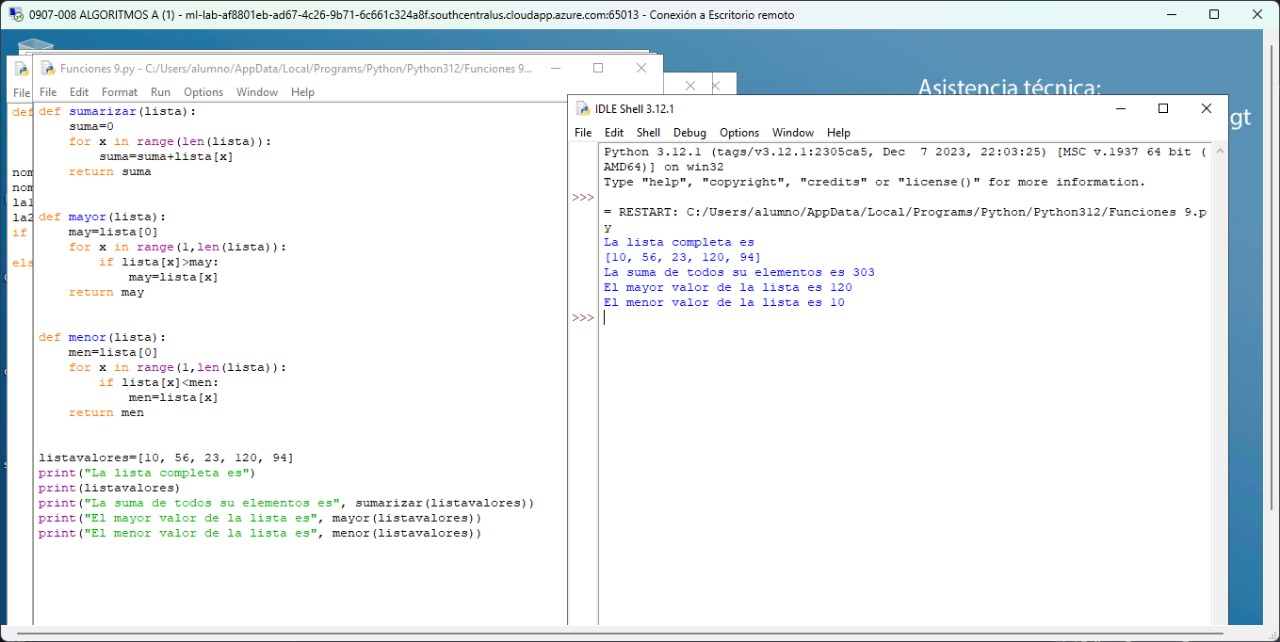 0907-008 ALGORITMOS A (1) - ml-lab-af8801eb-ad67-4c26-9b71-6c661c324a8f.southcentralus.cloudapp.azure.com:65013 - Conexión a Escritorio remoto
Asistencia técnica:
gt
File
def
nom
nom
la1
la2
if
els
Funciones 9.py - C:/Users/alumno/AppData/Local/Programs/Python/Python312/Funciones 9...
File Edit Format Run Options Window Help
def sumarizar(lista):
    suma=0
    for x in range(len(lista)):
        suma=suma+lista[x]
    return suma
def mayor(lista):
    may=lista[0]
    for x in range(1,len(lista)):
        if lista[x]>may:
            may=lista[x]
    return may
def menor(lista):
    men=lista[0]
    for x in range(1,len(lista)):
        if lista[x]<men:
            men=lista[x]
    return men
listavalores=[10, 56, 23, 120, 94]
print("La lista completa es")
print(listavalores)
print("La suma de todos su elementos es", sumarizar(listavalores))
print("El mayor valor de la lista es", mayor(listavalores))
print("El menor valor de la lista es", menor(listavalores))
IDLE Shell 3.12.1
File Edit Shell Debug Options Window Help
Python 3.12.1 (tags/v3.12.1:2305ca5, Dec  7 2023, 22:03:25) [MSC v.1937 64 bit (
AMD64)] on win32
Type "help", "copyright", "credits" or "license()" for more information.
>>>
= RESTART: C:/Users/alumno/AppData/Local/Programs/Python/Python312/Funciones 9.p
y
La lista completa es
[10, 56, 23, 120, 94]
La suma de todos su elementos es 303
El mayor valor de la lista es 120
El menor valor de la lista es 10
>>>